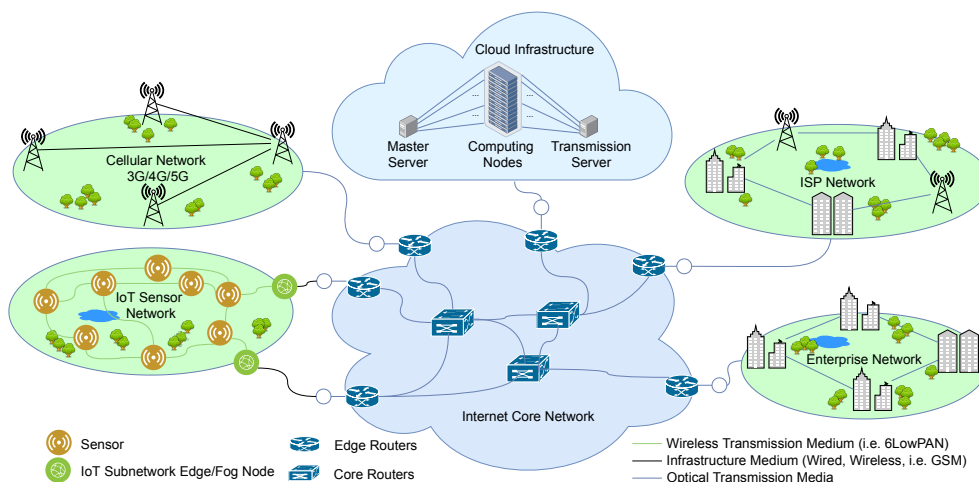 Cloud Infrastructure
...
...
...
...
Master
Server
Computing
Nodes
Transmission
Server
Cellular Network
3G/4G/5G
ISP Network
IoT Sensor
Network
Enterprise Network
Internet Core Network
Sensor
IoT Subnetwork Edge/Fog Node
Edge Routers
Core Routers
Wireless Transmission Medium (i.e. 6LowPAN)
Infrastructure Medium (Wired, Wireless, i.e. GSM)
Optical Transmission Media